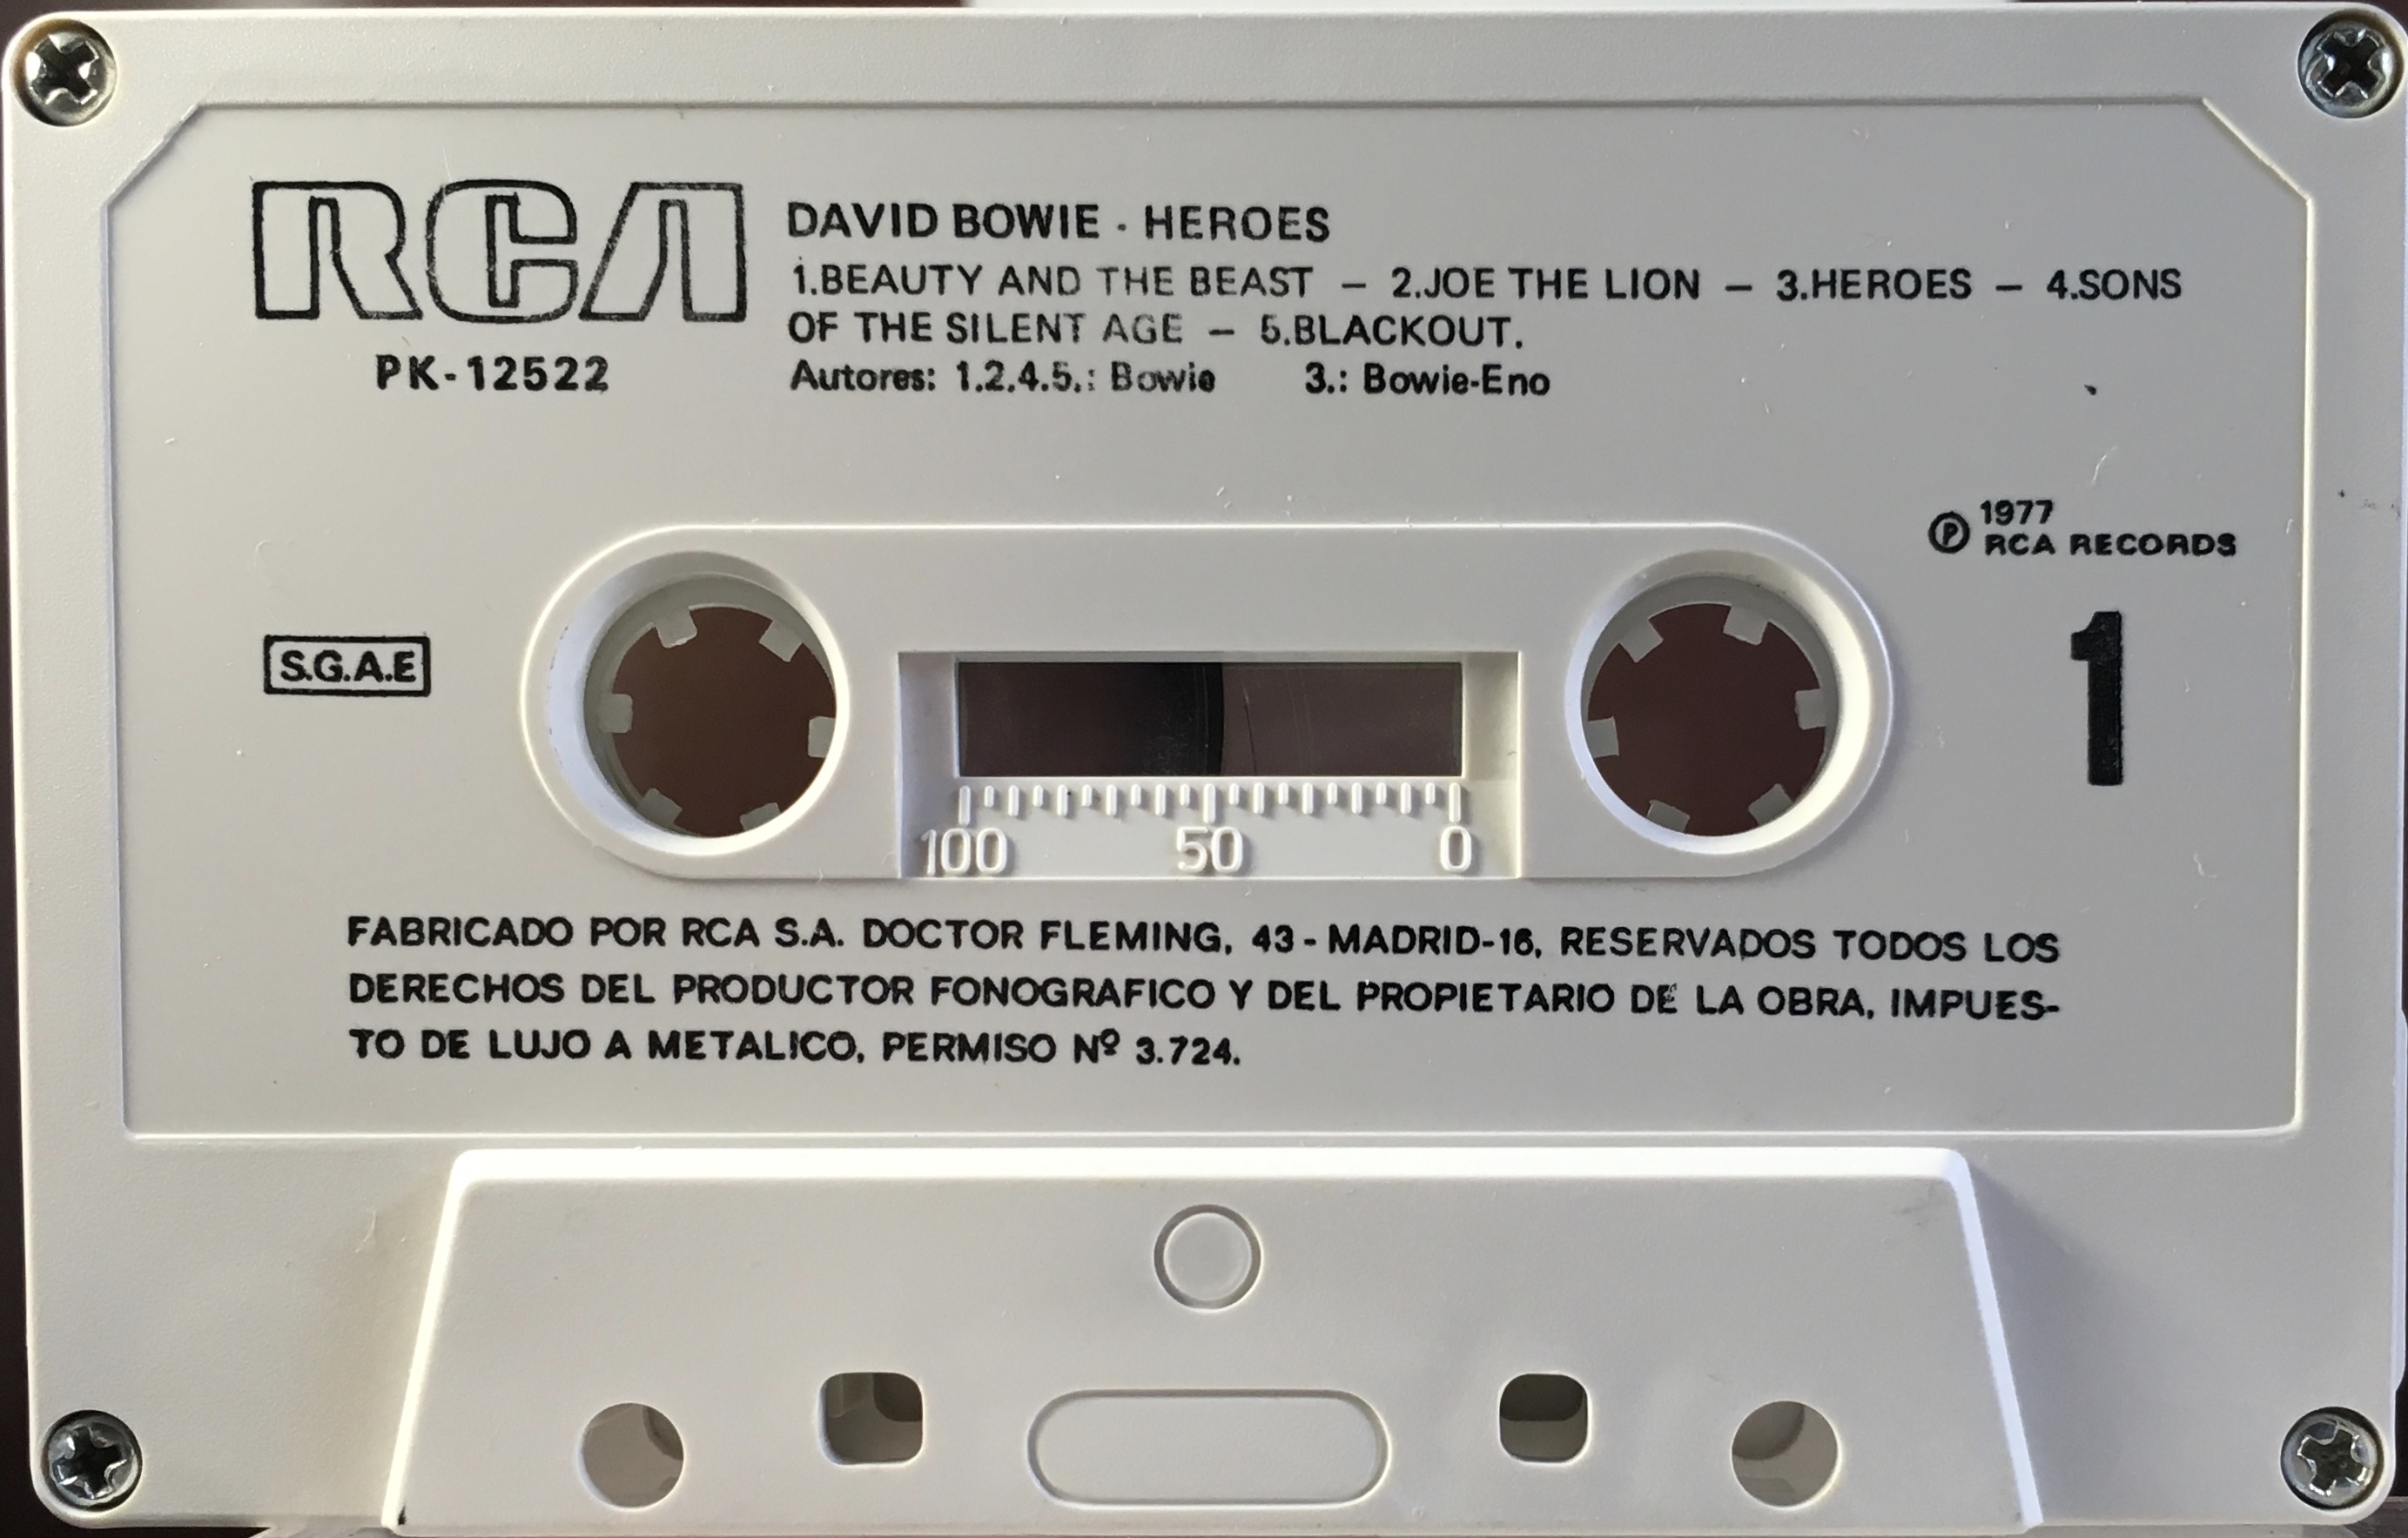 RCA
PK-12522
DAVID BOWIE · HEROES
1.BEAUTY AND THE BEAST – 2.JOE THE LION – 3.HEROES – 4.SONS
OF THE SILENT AGE – 5.BLACKOUT.
Autores: 1.2.4.5.: Bowie 3.: Bowie-Eno
℗ 1977
RCA RECORDS
S.G.A.E
1
100 50 0
FABRICADO POR RCA S.A. DOCTOR FLEMING, 43 - MADRID-16, RESERVADOS TODOS LOS
DERECHOS DEL PRODUCTOR FONOGRAFICO Y DEL PROPIETARIO DE LA OBRA, IMPUES-
TO DE LUJO A METALICO, PERMISO Nº 3.724.